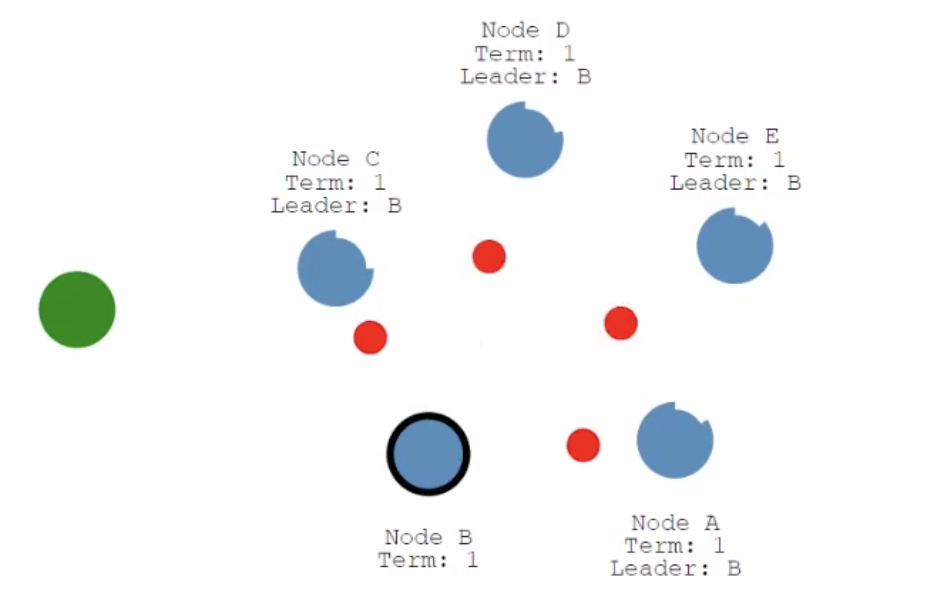 Node D
Term: 1
Leader: B
Node E
Term: 1
Leader: B
Node C
Term: 1
Leader: B
Node B
Term: 1
Node A
Term: 1
Leader: B